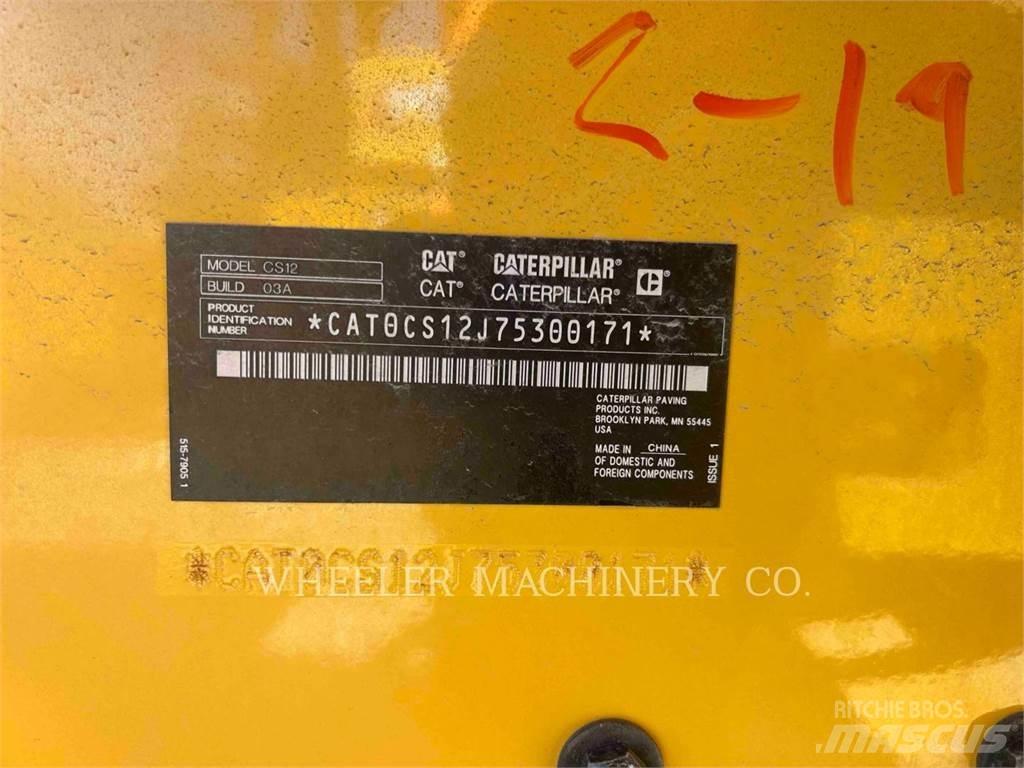 2-19
MODEL CS12
BUILD 03A
CAT® CATERPILLAR®
CAT® CATERPILLAR® ®
PRODUCT
IDENTIFICATION
NUMBER
*CAT0CS12J75300171*
CATERPILLAR PAVING
PRODUCTS INC.
BROOKLYN PARK, MN 55445
USA
MADE IN CHINA
OF DOMESTIC AND
FOREIGN COMPONENTS
ISSUE 1
515-7905 1
WHEELER MACHINERY CO.
RITCHIE BROS.
MASCUS